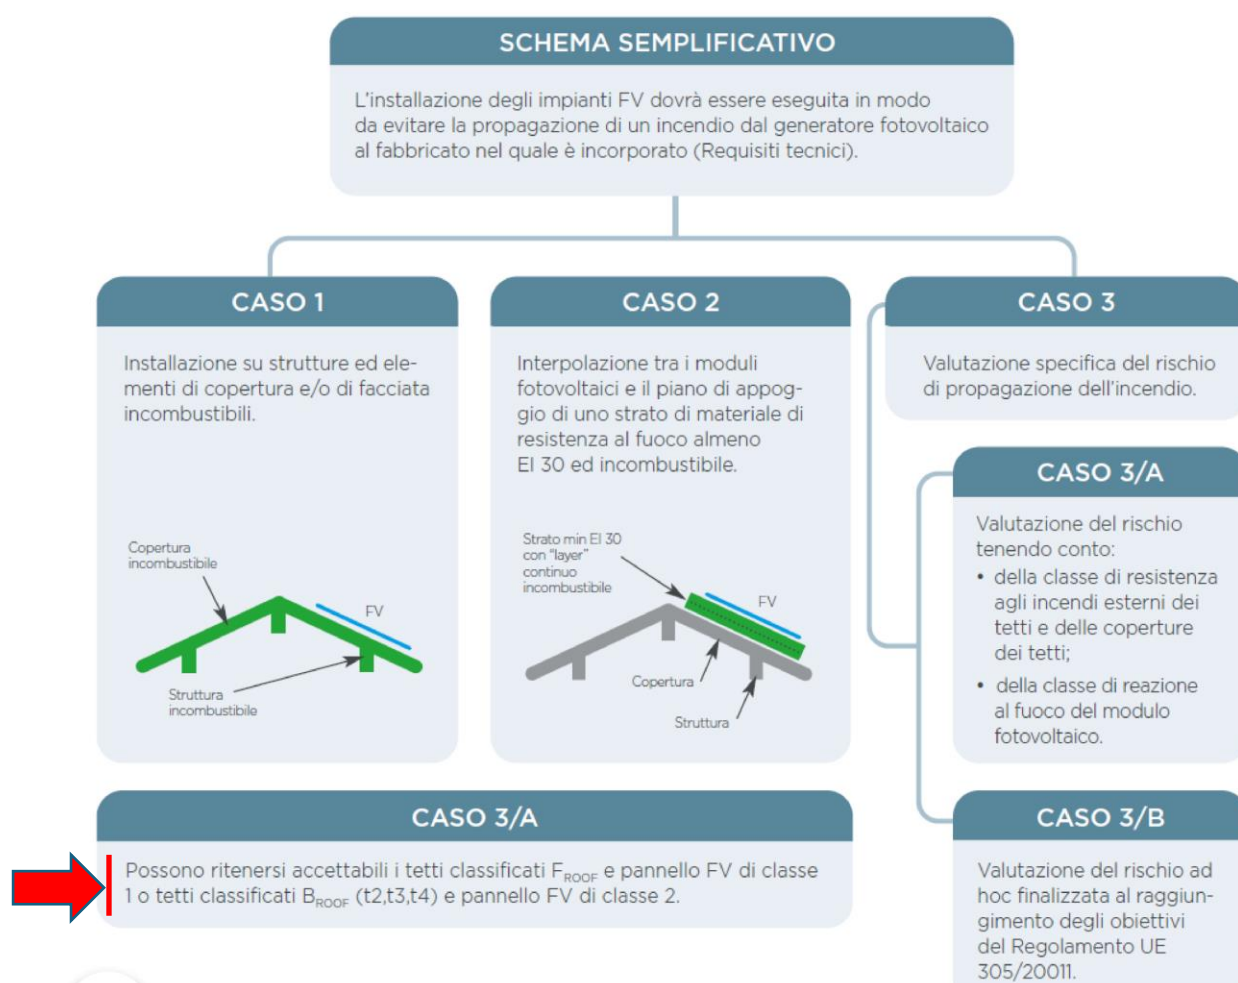 SCHEMA SEMPLIFICATIVO
L'installazione degli impianti FV dovrà essere eseguita in modo
da evitare la propagazione di un incendio dal generatore fotovoltaico
al fabbricato nel quale è incorporato (Requisiti tecnici).
CASO 1
Installazione su strutture ed ele-
menti di copertura e/o di facciata
incombustibili.
Copertura
incombustibile
FV
Struttura
incombustibile
CASO 2
Interpolazione tra i moduli
fotovoltaici e il piano di appog-
gio di uno strato di materiale di
resistenza al fuoco almeno
EI 30 ed incombustibile.
Strato min EI 30
con "layer"
continuo
incombustibile
FV
Copertura
Struttura
CASO 3
Valutazione specifica del rischio
di propagazione dell'incendio.
CASO 3/A
Valutazione del rischio
tenendo conto:
• della classe di resistenza
agli incendi esterni dei
tetti e delle coperture
dei tetti;
• della classe di reazione
al fuoco del modulo
fotovoltaico.
CASO 3/A
Possono ritenersi accettabili i tetti classificati FROOF e pannello FV di classe
1 o tetti classificati BROOF (t2,t3,t4) e pannello FV di classe 2.
CASO 3/B
Valutazione del rischio ad
hoc finalizzata al raggiun-
gimento degli obiettivi
del Regolamento UE
305/20011.